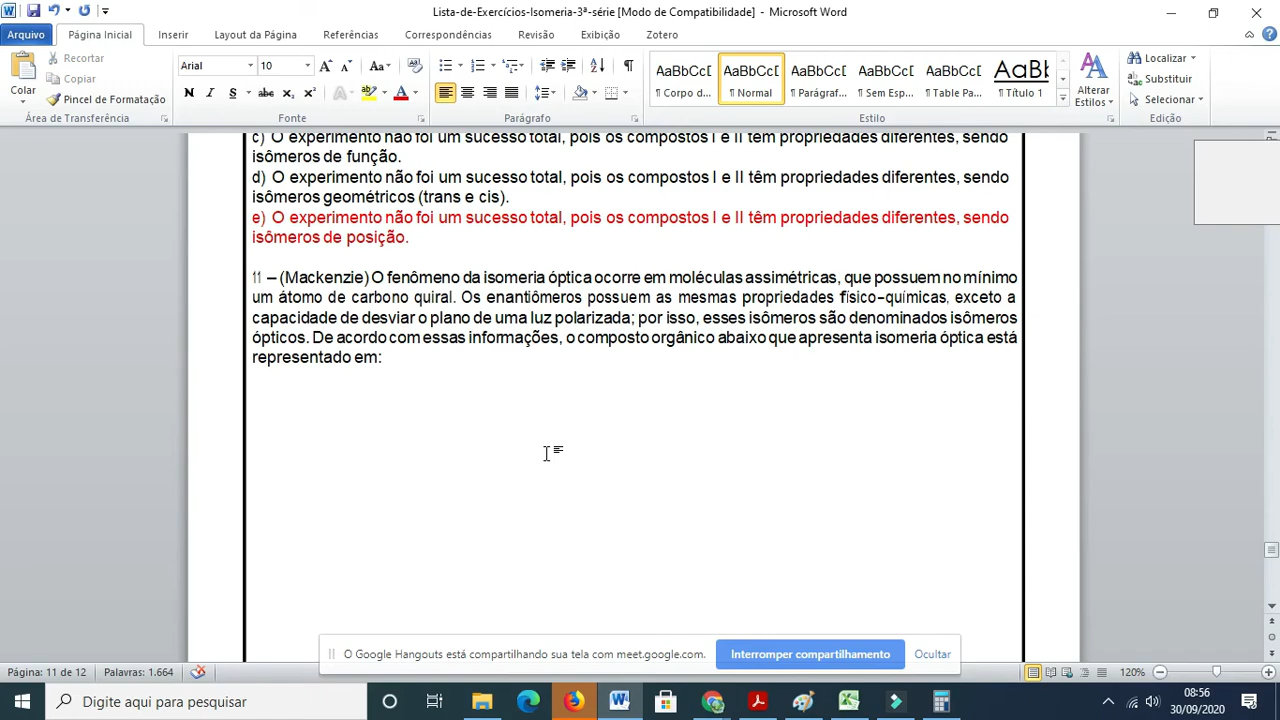 Lista-de-Exercícios-Isomeria-3ª-série [Modo de Compatibilidade] - Microsoft Word
Arquivo Página Inicial Inserir Layout da Página Referências Correspondências Revisão Exibição Zotero
Colar
Recortar
Copiar
Pincel de Formatação
Área de Transferência
Arial 10
N I S abc x₂ x²
Fonte
Parágrafo
AaBbCcD AaBbCcD AaBbCcD AaBbCcD AaBbCcD AaBb
¶ Corpo d... ¶ Normal ¶ Parágraf... ¶ Sem Esp... ¶ Table Pa... ¶ Título 1
Alterar Estilos
Estilo
Localizar
Substituir
Selecionar
Edição
c) O experimento não foi um sucesso total, pois os compostos I e II têm propriedades diferentes, sendo
isômeros de função.
d) O experimento não foi um sucesso total, pois os compostos I e II têm propriedades diferentes, sendo
isômeros geométricos (trans e cis).
e) O experimento não foi um sucesso total, pois os compostos I e II têm propriedades diferentes, sendo
isômeros de posição.
11 – (Mackenzie) O fenômeno da isomeria óptica ocorre em moléculas assimétricas, que possuem no mínimo
um átomo de carbono quiral. Os enantiômeros possuem as mesmas propriedades físico-químicas, exceto a
capacidade de desviar o plano de uma luz polarizada; por isso, esses isômeros são denominados isômeros
ópticos. De acordo com essas informações, o composto orgânico abaixo que apresenta isomeria óptica está
representado em:
O Google Hangouts está compartilhando sua tela com meet.google.com. Interromper compartilhamento Ocultar
Página: 11 de 12 Palavras: 1.664 120%
Digite aqui para pesquisar
08:56
30/09/2020